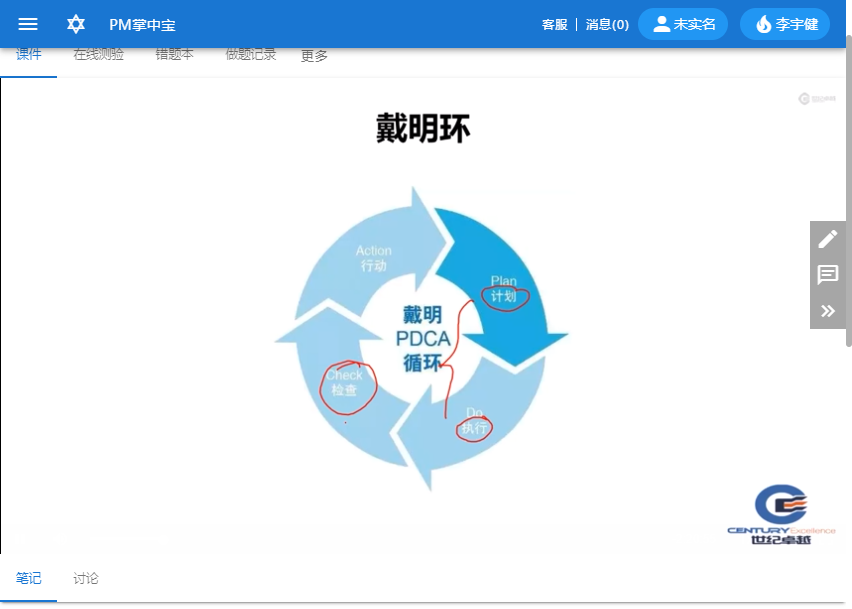 PM掌中宝
客服 消息(0) 未实名 李宇健
课件 在线测验 错题本 做题记录 更多
戴明环
Action
行动
Plan
计划
戴明
PDCA
循环
Check
检查
Do
执行
CENTURY Excellence
世纪卓越
笔记 讨论